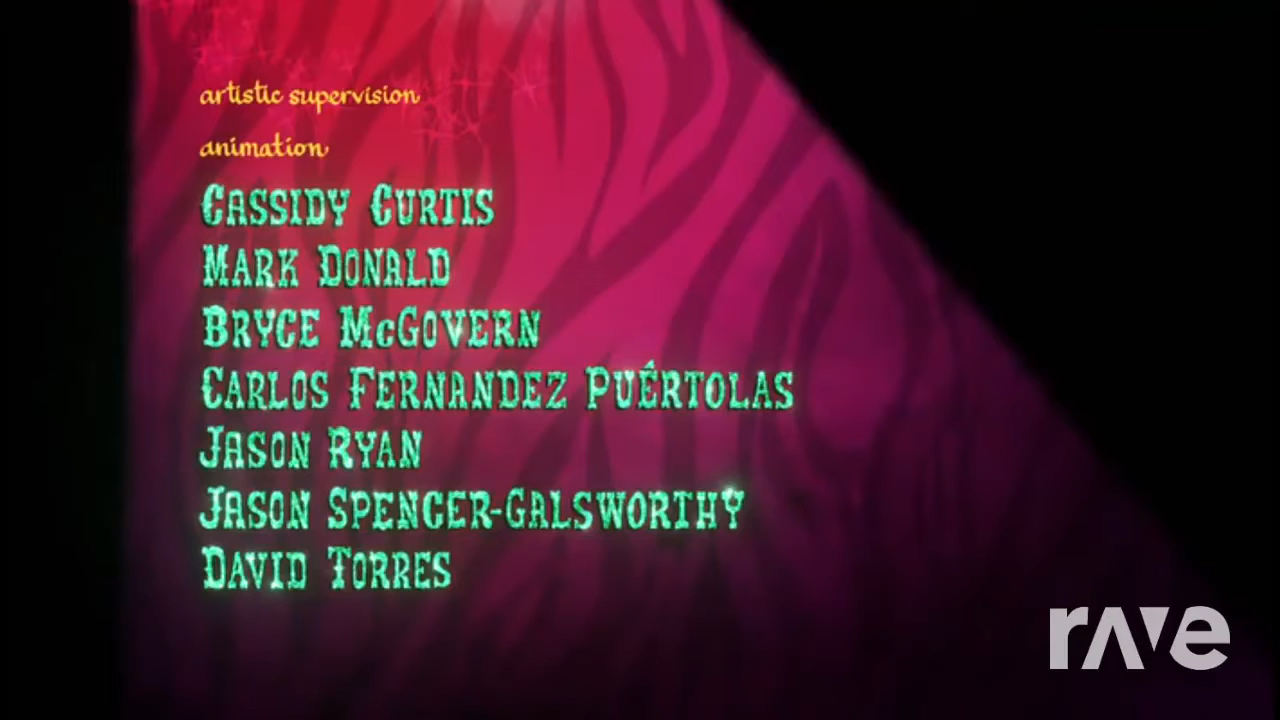 artistic supervision
animation
CASSIDY CURTIS
MARK DONALD
BRYCE McGOVERN
CARLOS FERNANDEZ PUÉRTOLAS
JASON RYAN
JASON SPENCER-GALSWORTHY
DAVID TORRES
rave